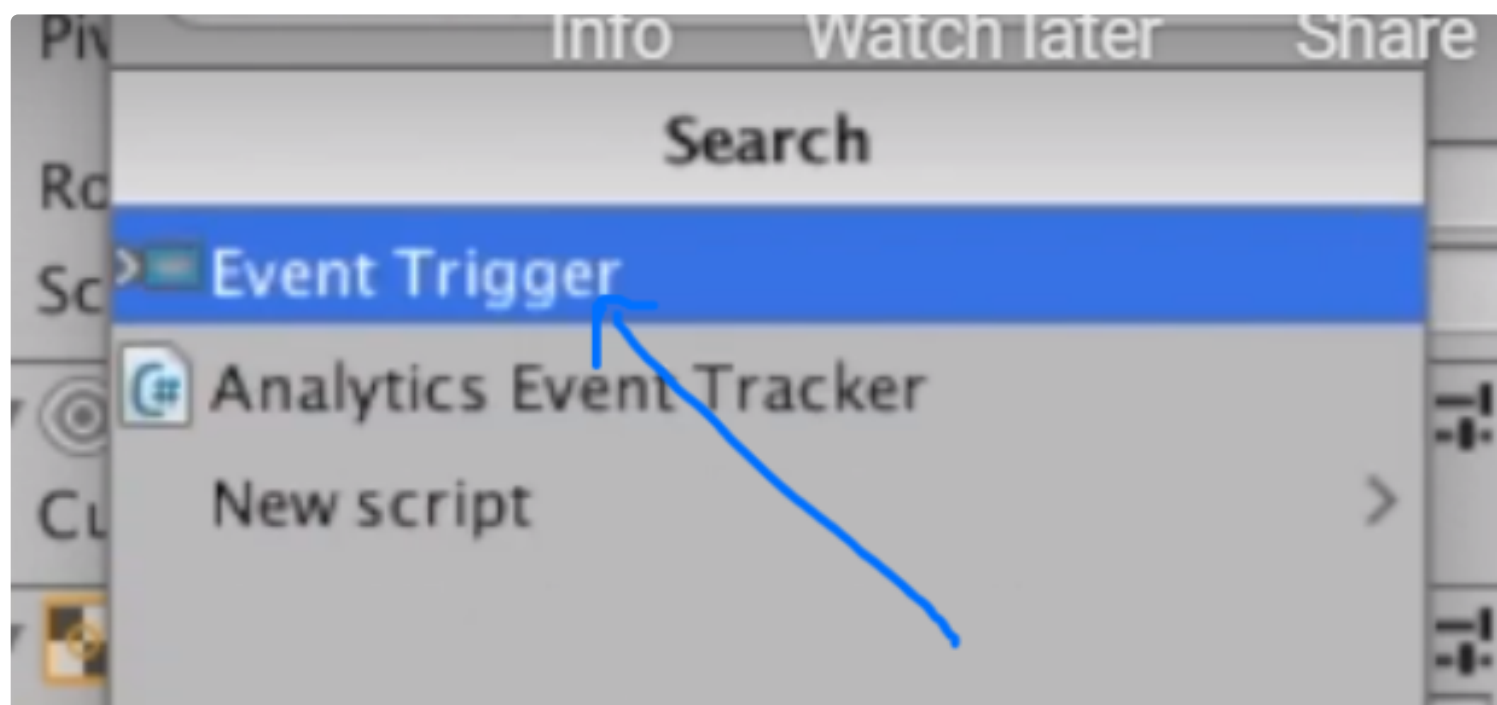 Info Watch later Share
Search
Event Trigger
Analytics Event Tracker
New script